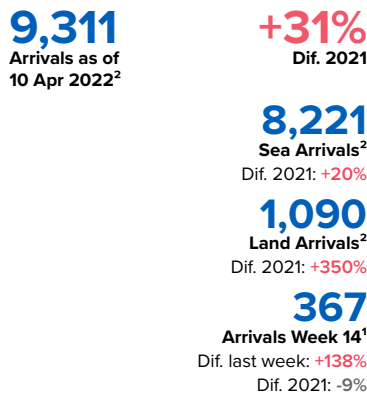 9,311
Arrivals as of
10 Apr 2022²
+31%
Dif. 2021
8,221
Sea Arrivals²
Dif. 2021: +20%
1,090
Land Arrivals²
Dif. 2021: +350%
367
Arrivals Week 14¹
Dif. last week: +138%
Dif. 2021: -9%